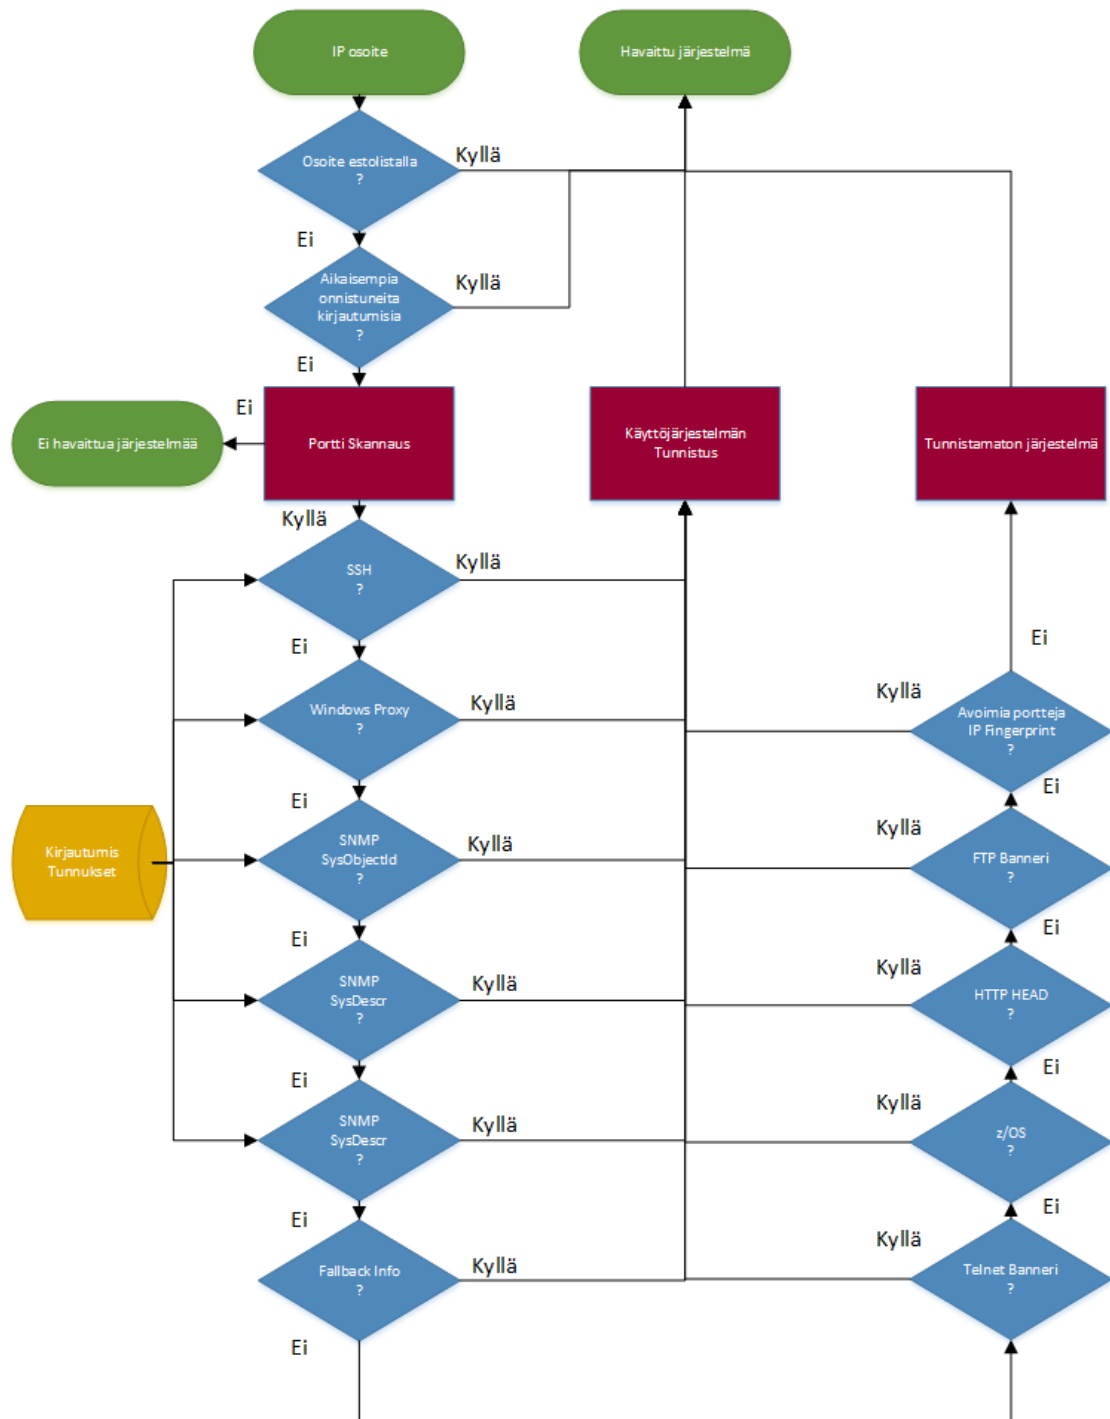 IP osoite
Havaittu järjestelmä
Osoite estolistalla
?
Kyllä
Ei
Aikaisempia
onnistuneita
kirjautumisia
?
Kyllä
Ei
Ei
Ei havaittua järjestelmää
Portti Skannaus
Käyttöjärjestelmän
Tunnistus
Tunnistamaton järjestelmä
Kyllä
SSH
?
Kyllä
Ei
Ei
Windows Proxy
?
Kyllä
Kyllä
Avoimia portteja
IP Fingerprint
?
Ei
Ei
Kirjautumis
Tunnukset
SNMP
SysObjectId
?
Kyllä
Kyllä
FTP Banneri
?
Ei
Ei
SNMP
SysDescr
?
Kyllä
Kyllä
HTTP HEAD
?
Ei
Ei
SNMP
SysDescr
?
Kyllä
Kyllä
z/OS
?
Ei
Ei
Fallback Info
?
Kyllä
Kyllä
Telnet Banneri
?
Ei